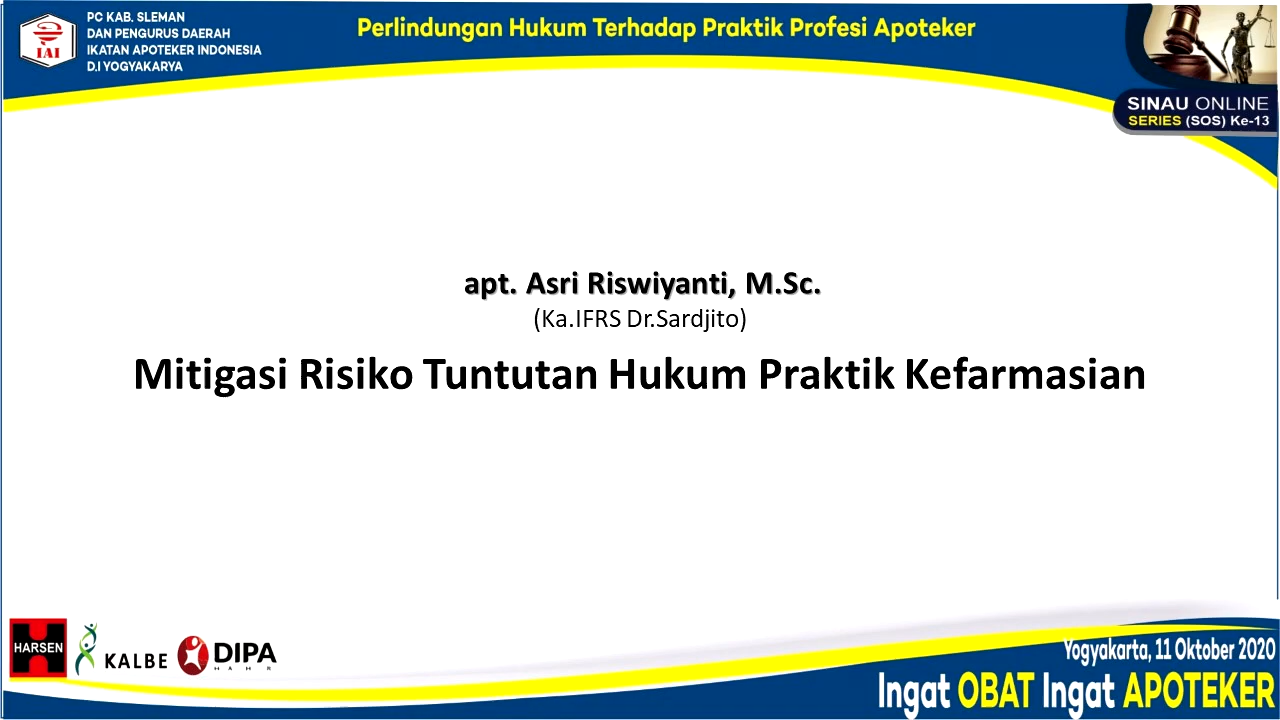 PC KAB. SLEMAN
DAN PENGURUS DAERAH
IKATAN APOTEKER INDONESIA
D.I YOGYAKARYA
IAI
Perlindungan Hukum Terhadap Praktik Profesi Apoteker
SINAU ONLINE
SERIES (SOS) Ke-13
apt. Asri Riswiyanti, M.Sc.
(Ka.IFRS Dr.Sardjito)
Mitigasi Risiko Tuntutan Hukum Praktik Kefarmasian
HARSEN
KALBE
DIPA
H A H R
Yogyakarta, 11 Oktober 2020
Ingat OBAT Ingat APOTEKER